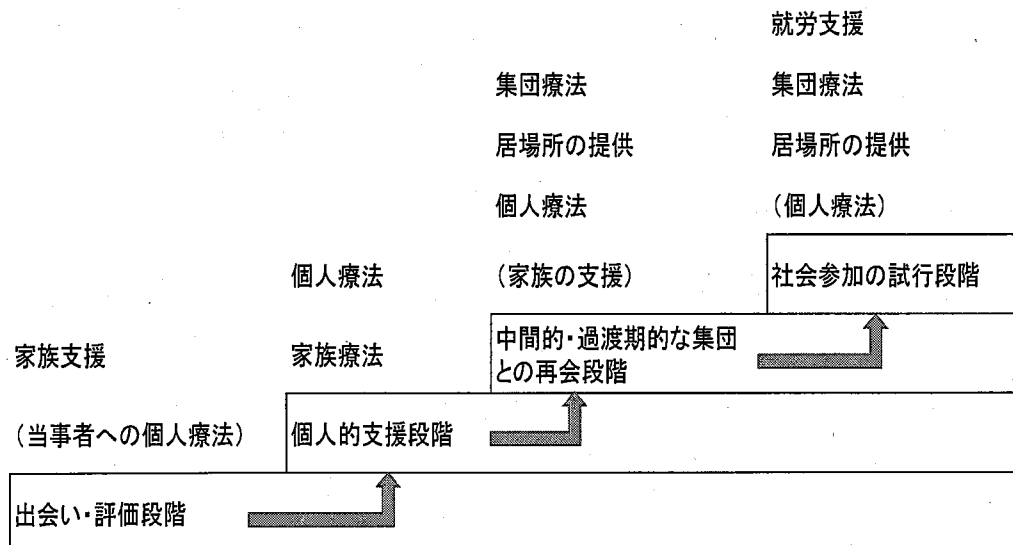 就労支援
集団療法
集団療法
居場所の提供
居場所の提供
個人療法
（個人療法）
個人療法
（家族の支援）
社会参加の試行段階
家族支援
家族療法
中間的・過渡期的な集団
との再会段階
（当事者への個人療法）
個人的支援段階
出会い・評価段階